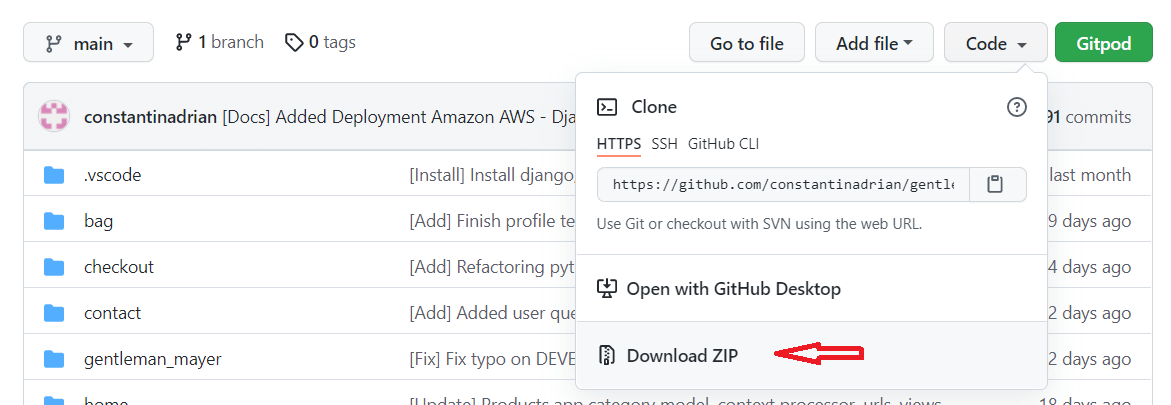 main 1 branch 0 tags Go to file Add file Code Gitpod
constantinadrian [Docs] Added Deployment Amazon AWS - Dja 91 commits
Clone
HTTPS SSH GitHub CLI
https://github.com/constantinadrian/gentle
Use Git or checkout with SVN using the web URL.
Open with GitHub Desktop
Download ZIP
.vscode [Install] Install django, last month
bag [Add] Finish profile te 9 days ago
checkout [Add] Refactoring pyt 4 days ago
contact [Add] Added user que 2 days ago
gentleman_mayer [Fix] Fix typo on DEVE 2 days ago
home [Update] Products app category model, context processor, urls, views 18 days ago